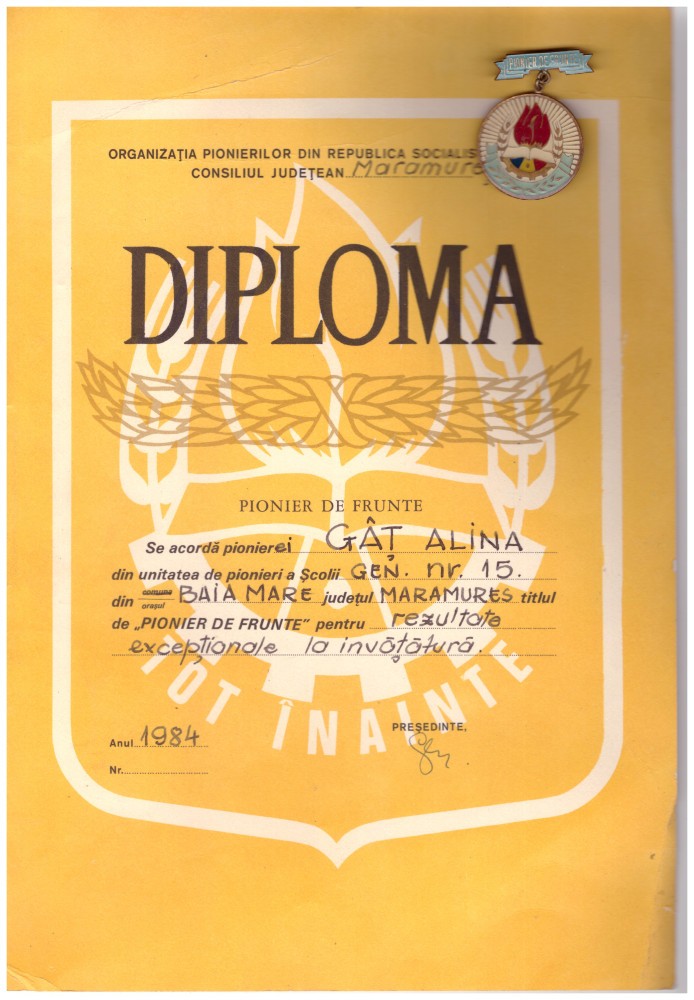 PIONIER DE FRUNTE
ORGANIZAȚIA PIONIERILOR DIN REPUBLICA SOCIALIS
CONSILIUL JUDEȚEAN Maramureș
DIPLOMA
PIONIER DE FRUNTE
Se acordă pionierei GÂȚ ALINA
din unitatea de pionieri a Școlii GEN. nr. 15.
din comuna orașul BAIA MARE județul MARAMUREȘ titlul
de „PIONIER DE FRUNTE” pentru rezultate
excepționale la învățătură.
TOT ÎNAINTE
Anul 1984
PREȘEDINTE,
Nr.